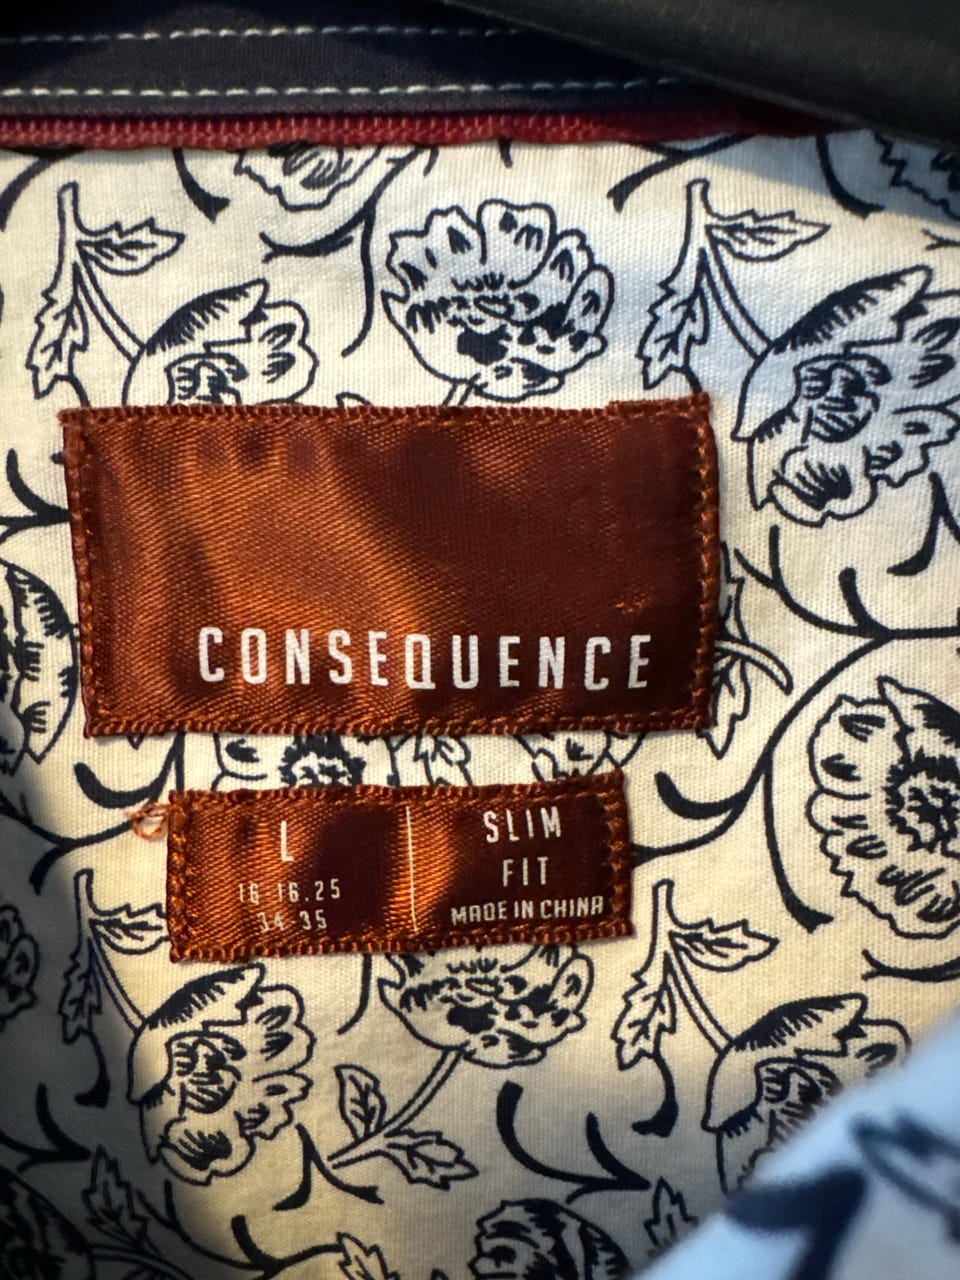 CONSEQUENCE
L
16-16.25
34-35
SLIM
FIT
MADE IN CHINA